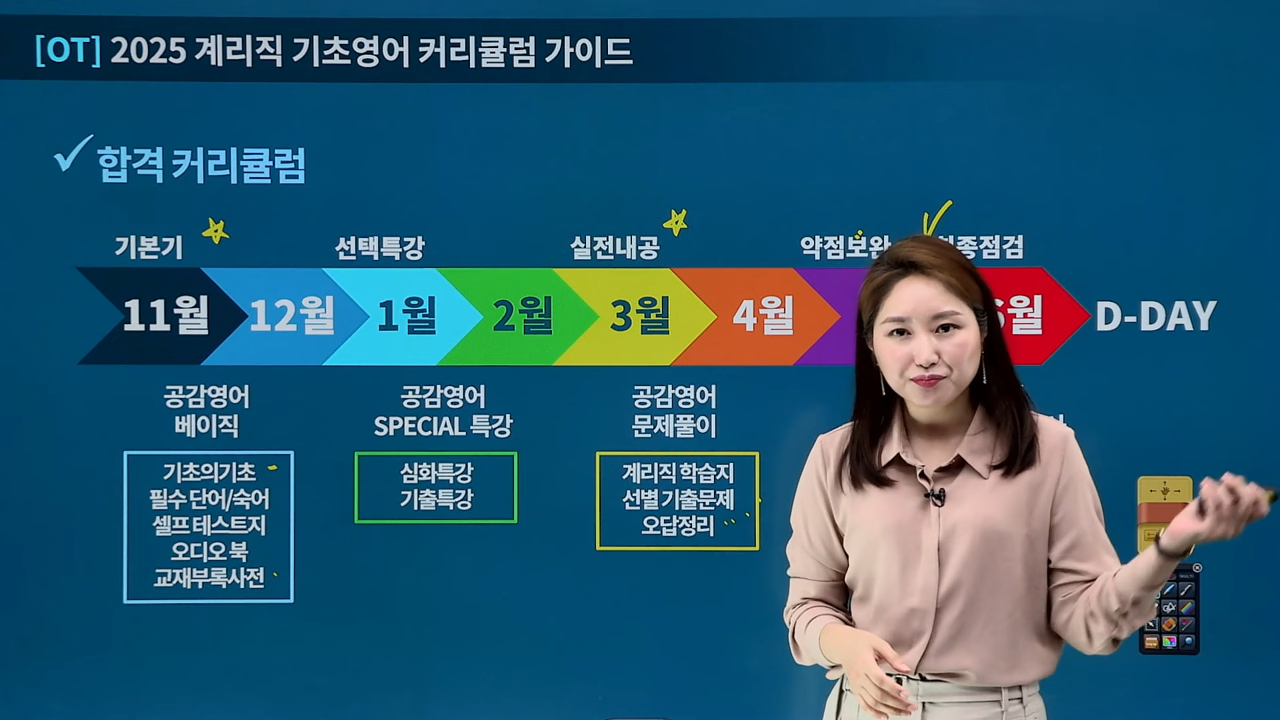 [OT] 2025 계리직 기초영어 커리큘럼 가이드
합격 커리큘럼
기본기 선택특강 실전내공 약점보완
11월 12월 1월 2월 3월 4월 6월 D-DAY
공감영어
베이직
기초의기초
필수 단어/숙어
셀프 테스트지
오디오 북
교재부록사전
공감영어
SPECIAL 특강
심화특강
기출특강
공감영어
문제풀이
계리직 학습지
선별 기출문제
오답정리